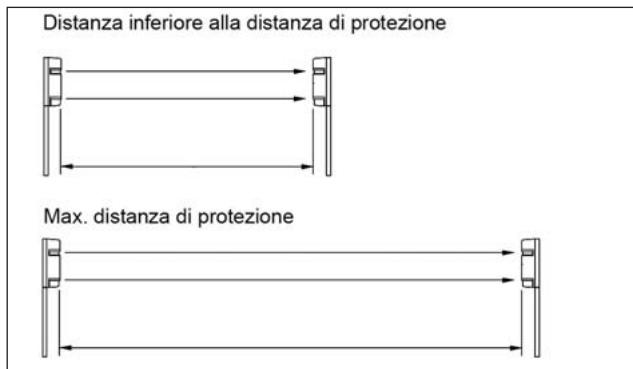 Distanza inferiore alla distanza di protezione
Max. distanza di protezione